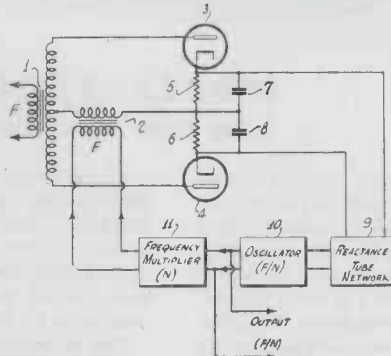 3
1
5
7
F
2
6
8
F
4
11
10
9
FREQUENCY
MULTIPLIER
(N)
OSCILLATOR
(F/N)
REACTANCE
TUBE
NETWORK
OUTPUT
(F/N)